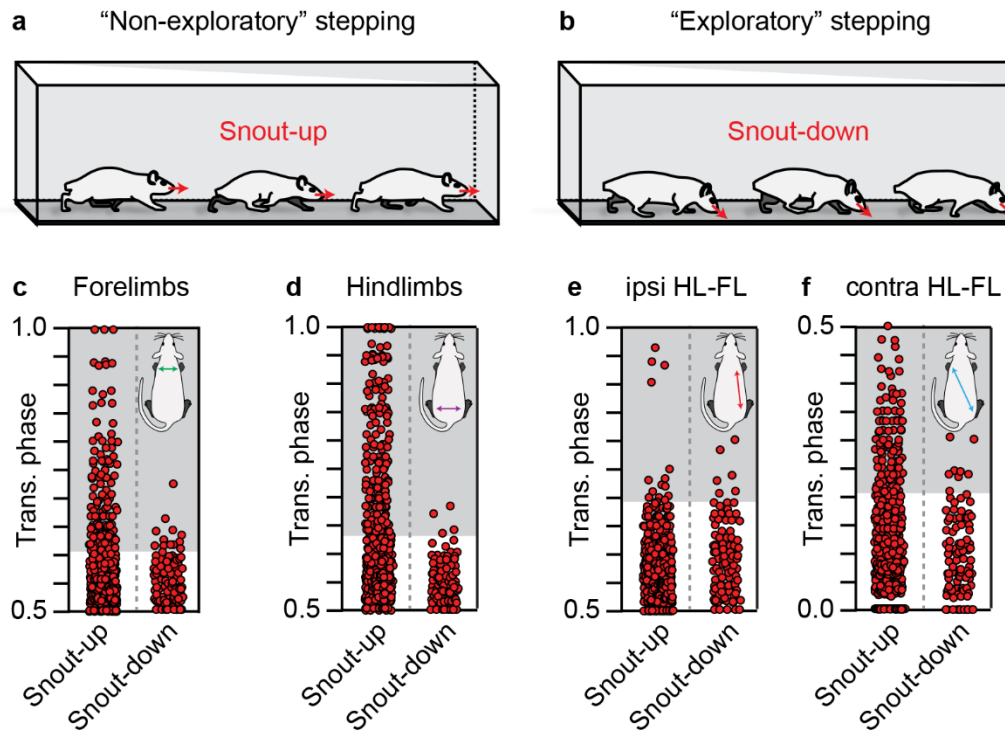 a "Non-exploratory" stepping
b "Exploratory" stepping
Snout-up
Snout-down
c Forelimbs
d Hindlimbs
e ipsi HL-FL
f contra HL-FL
1.0
Trans. phase
0.5
Snout-up
Snout-down
1.0
Trans. phase
0.5
Snout-up
Snout-down
1.0
Trans. phase
0.5
Snout-up
Snout-down
0.5
Trans. phase
0.0
Snout-up
Snout-down